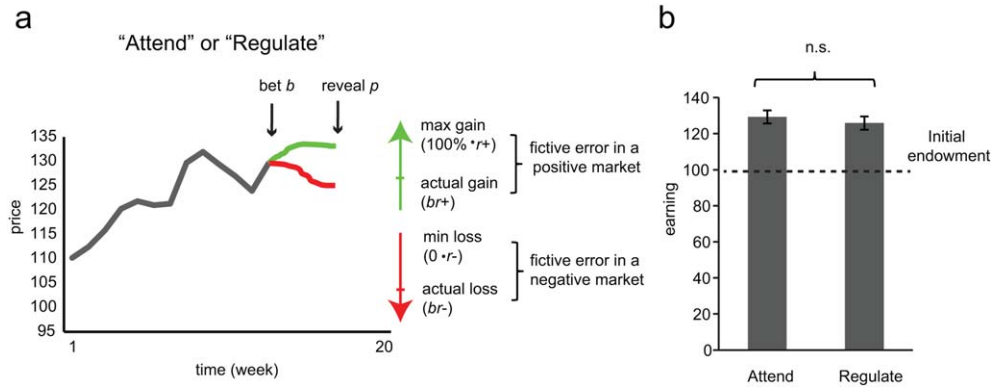 a
“Attend” or “Regulate”
bet b
reveal p
price
135
130
125
120
115
110
105
100
95
1
20
time (week)
max gain
(100% •r+)
actual gain
(br+)
fictive error in a
positive market
min loss
(0 •r-)
actual loss
(br-)
fictive error in a
negative market
b
n.s.
earning
140
120
100
80
60
40
20
0
Initial
endowment
Attend
Regulate